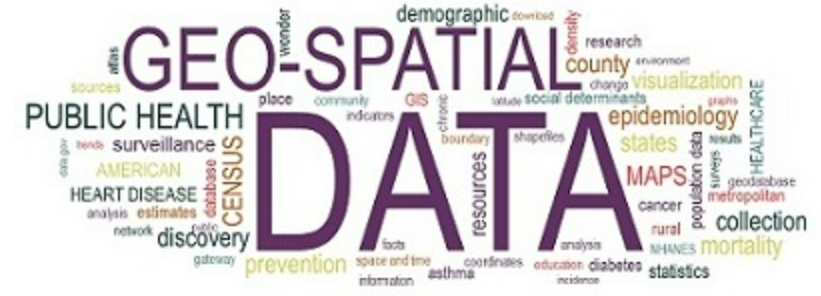 demographic download
atlas
wonder
density
GEO-SPATIAL
research
county environment
sources
change visualization
place community GIS chronic latitude social determinants graphs
PUBLIC HEALTH
indicators
epidemiology
HEALTHCARE
DATA
boundary shapefiles
data.gov trends surveillance
CENSUS
states
population data
results
surveys
AMERICAN
database
resources
MAPS
geodatabase
HEART DISEASE
metropolitan
cancer
analysis estimates
public
network discovery
rural
collection
facts
analysis
NHANES mortality
gateway prevention
space and time
coordinates
education diabetes
statistics
information asthma
incidence